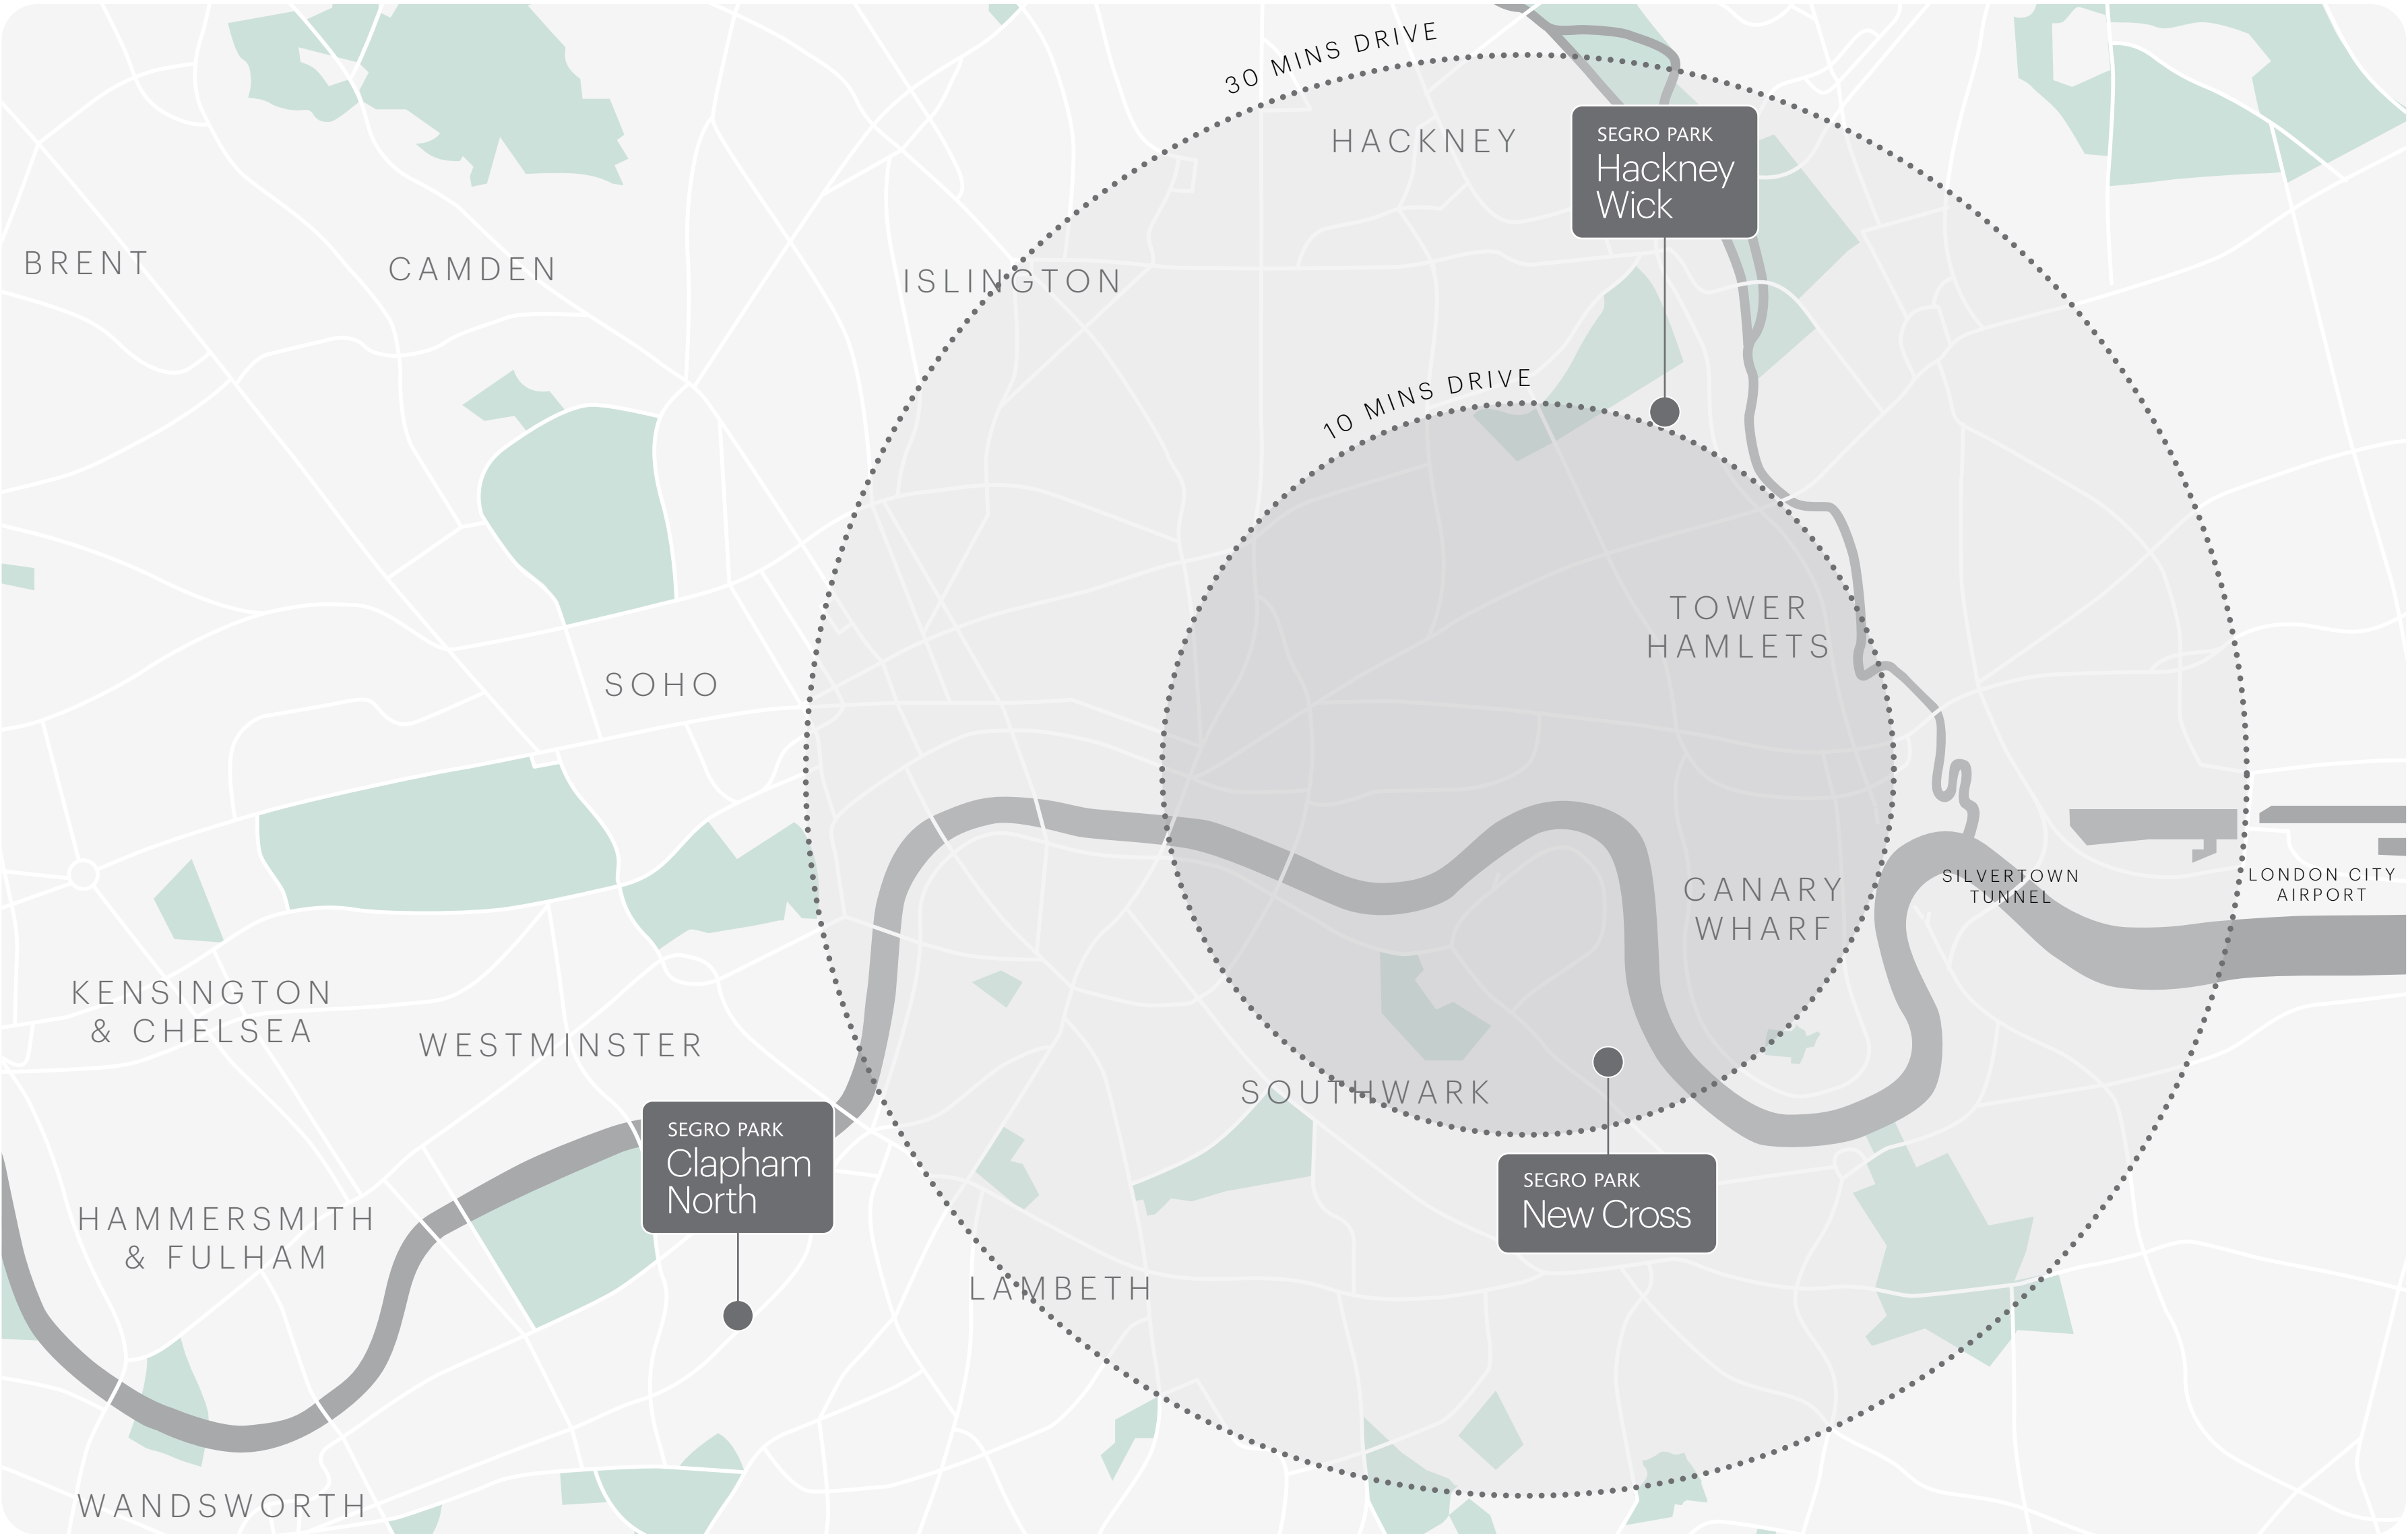 30 MINS DRIVE
HACKNEY
SEGRO PARK
Hackney
Wick
BRENT
CAMDEN
ISLINGTON
10 MINS DRIVE
TOWER
HAMLETS
SOHO
CANARY
WHARF
SILVERTOWN
TUNNEL
LONDON CITY
AIRPORT
KENSINGTON
& CHELSEA
WESTMINSTER
SOUTHWARK
SEGRO PARK
Clapham
North
SEGRO PARK
New Cross
HAMMERSMITH
& FULHAM
LAMBETH
WANDSWORTH